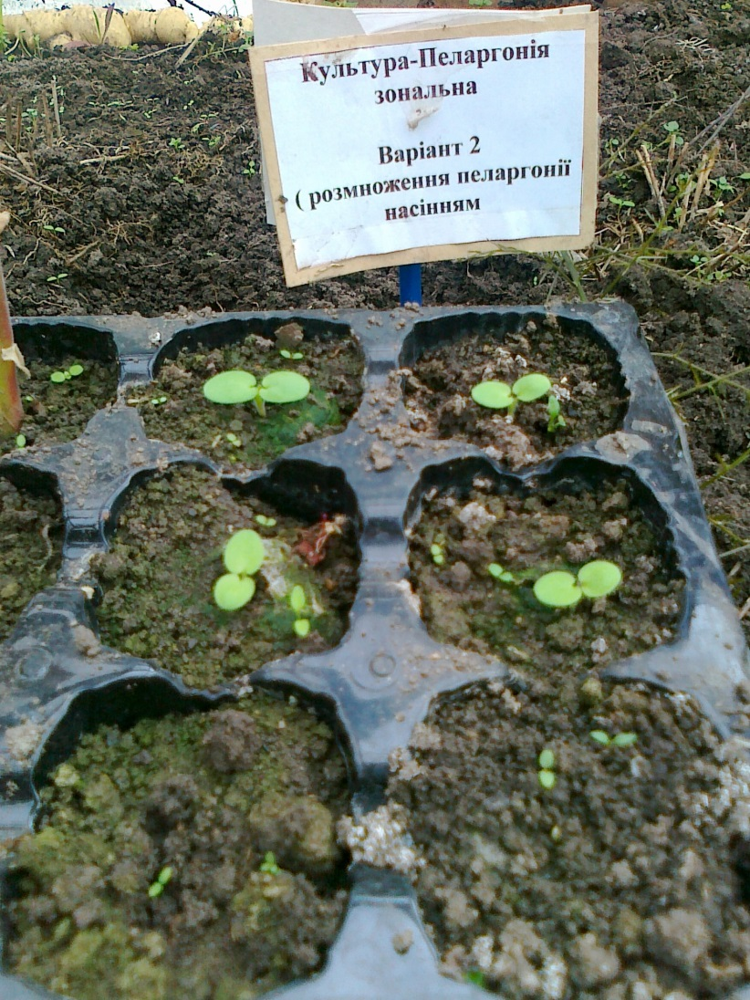 Культура-Пеларгонія
зональна
Варіант 2
( розмноження пеларгонії
насінням